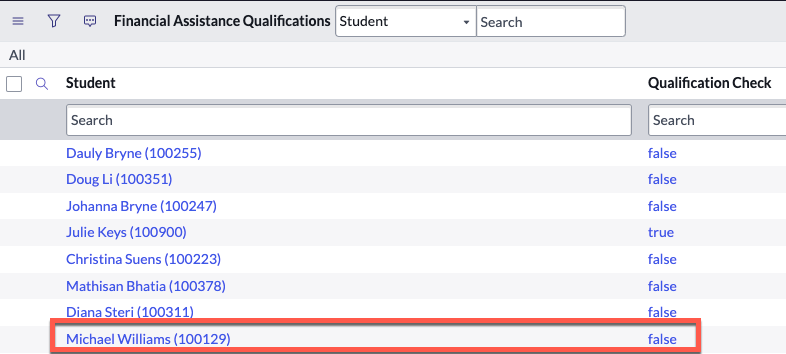 Financial Assistance Qualifications Student Search
All
Student Qualification Check
Search Search
Dauly Bryne (100255) false
Doug Li (100351) false
Johanna Bryne (100247) false
Julie Keys (100900) true
Christina Suens (100223) false
Mathisan Bhatia (100378) false
Diana Steri (100311) false
Michael Williams (100129) false